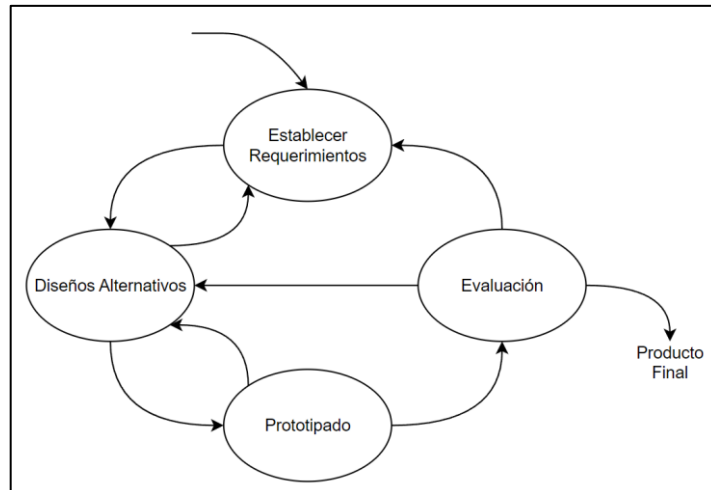 Establecer
Requerimientos
Diseños Alternativos
Evaluación
Producto
Final
Prototipado